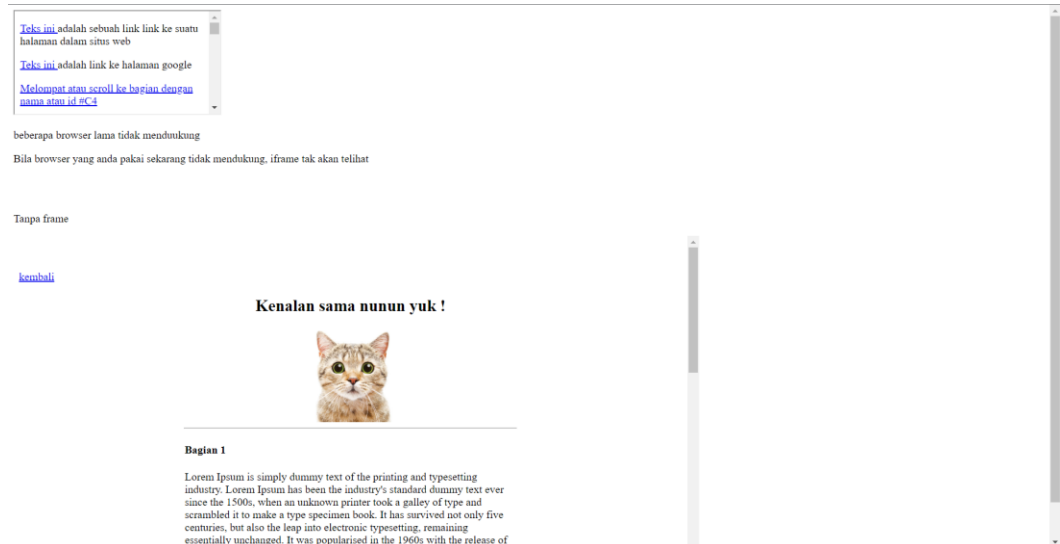 Teks ini adalah sebuah link link ke suatu
halaman dalam situs web
Teks ini adalah link ke halaman google
Melompat atau scroll ke bagian dengan
nama atau id #C4
beberapa browser lama tidak menduukung
Bila browser yang anda pakai sekarang tidak mendukung, iframe tak akan telihat
Tanpa frame
kembali
Kenalan sama nunun yuk !
Bagian 1
Lorem Ipsum is simply dummy text of the printing and typesetting
industry. Lorem Ipsum has been the industry's standard dummy text ever
since the 1500s, when an unknown printer took a galley of type and
scrambled it to make a type specimen book. It has survived not only five
centuries, but also the leap into electronic typesetting, remaining
essentially unchanged. It was popularised in the 1960s with the release of